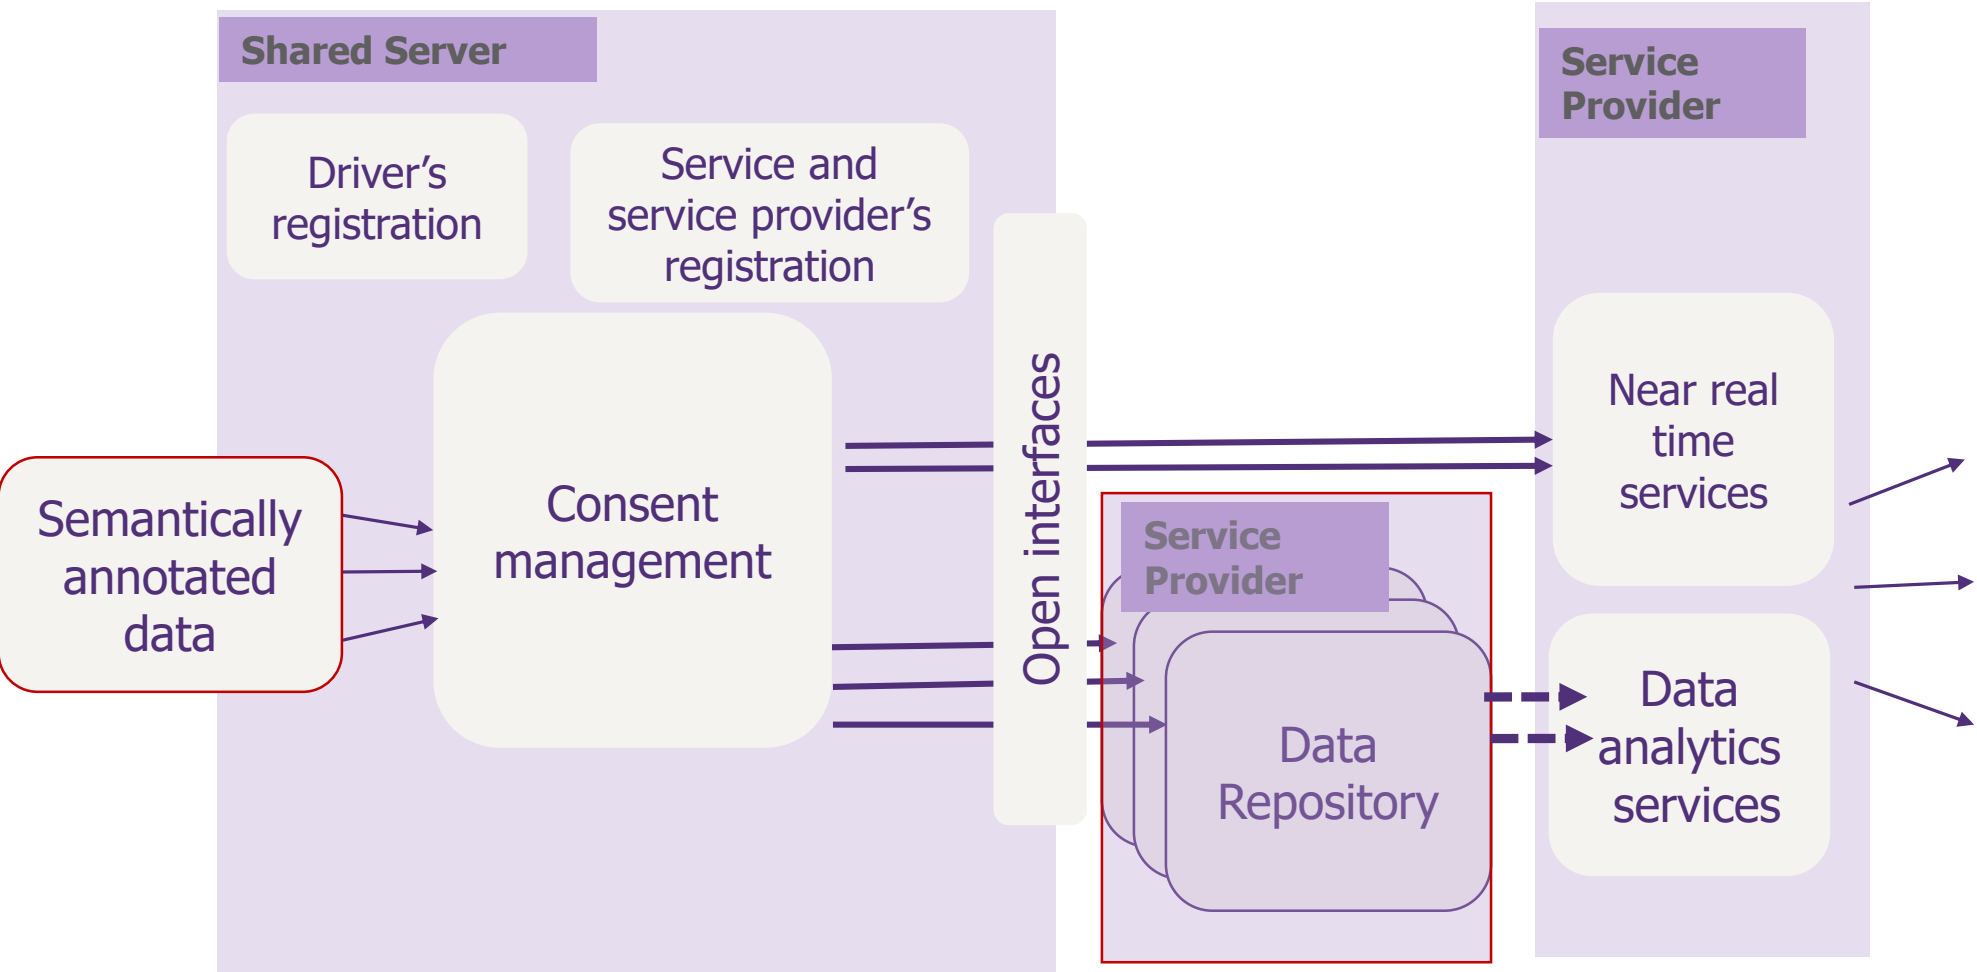 Shared Server
Driver’s
registration
Service and
service provider’s
registration
Semantically
annotated
data
Consent
management
Open interfaces
Service
Provider
Data
Repository
Service
Provider
Near real
time
services
Data
analytics
services